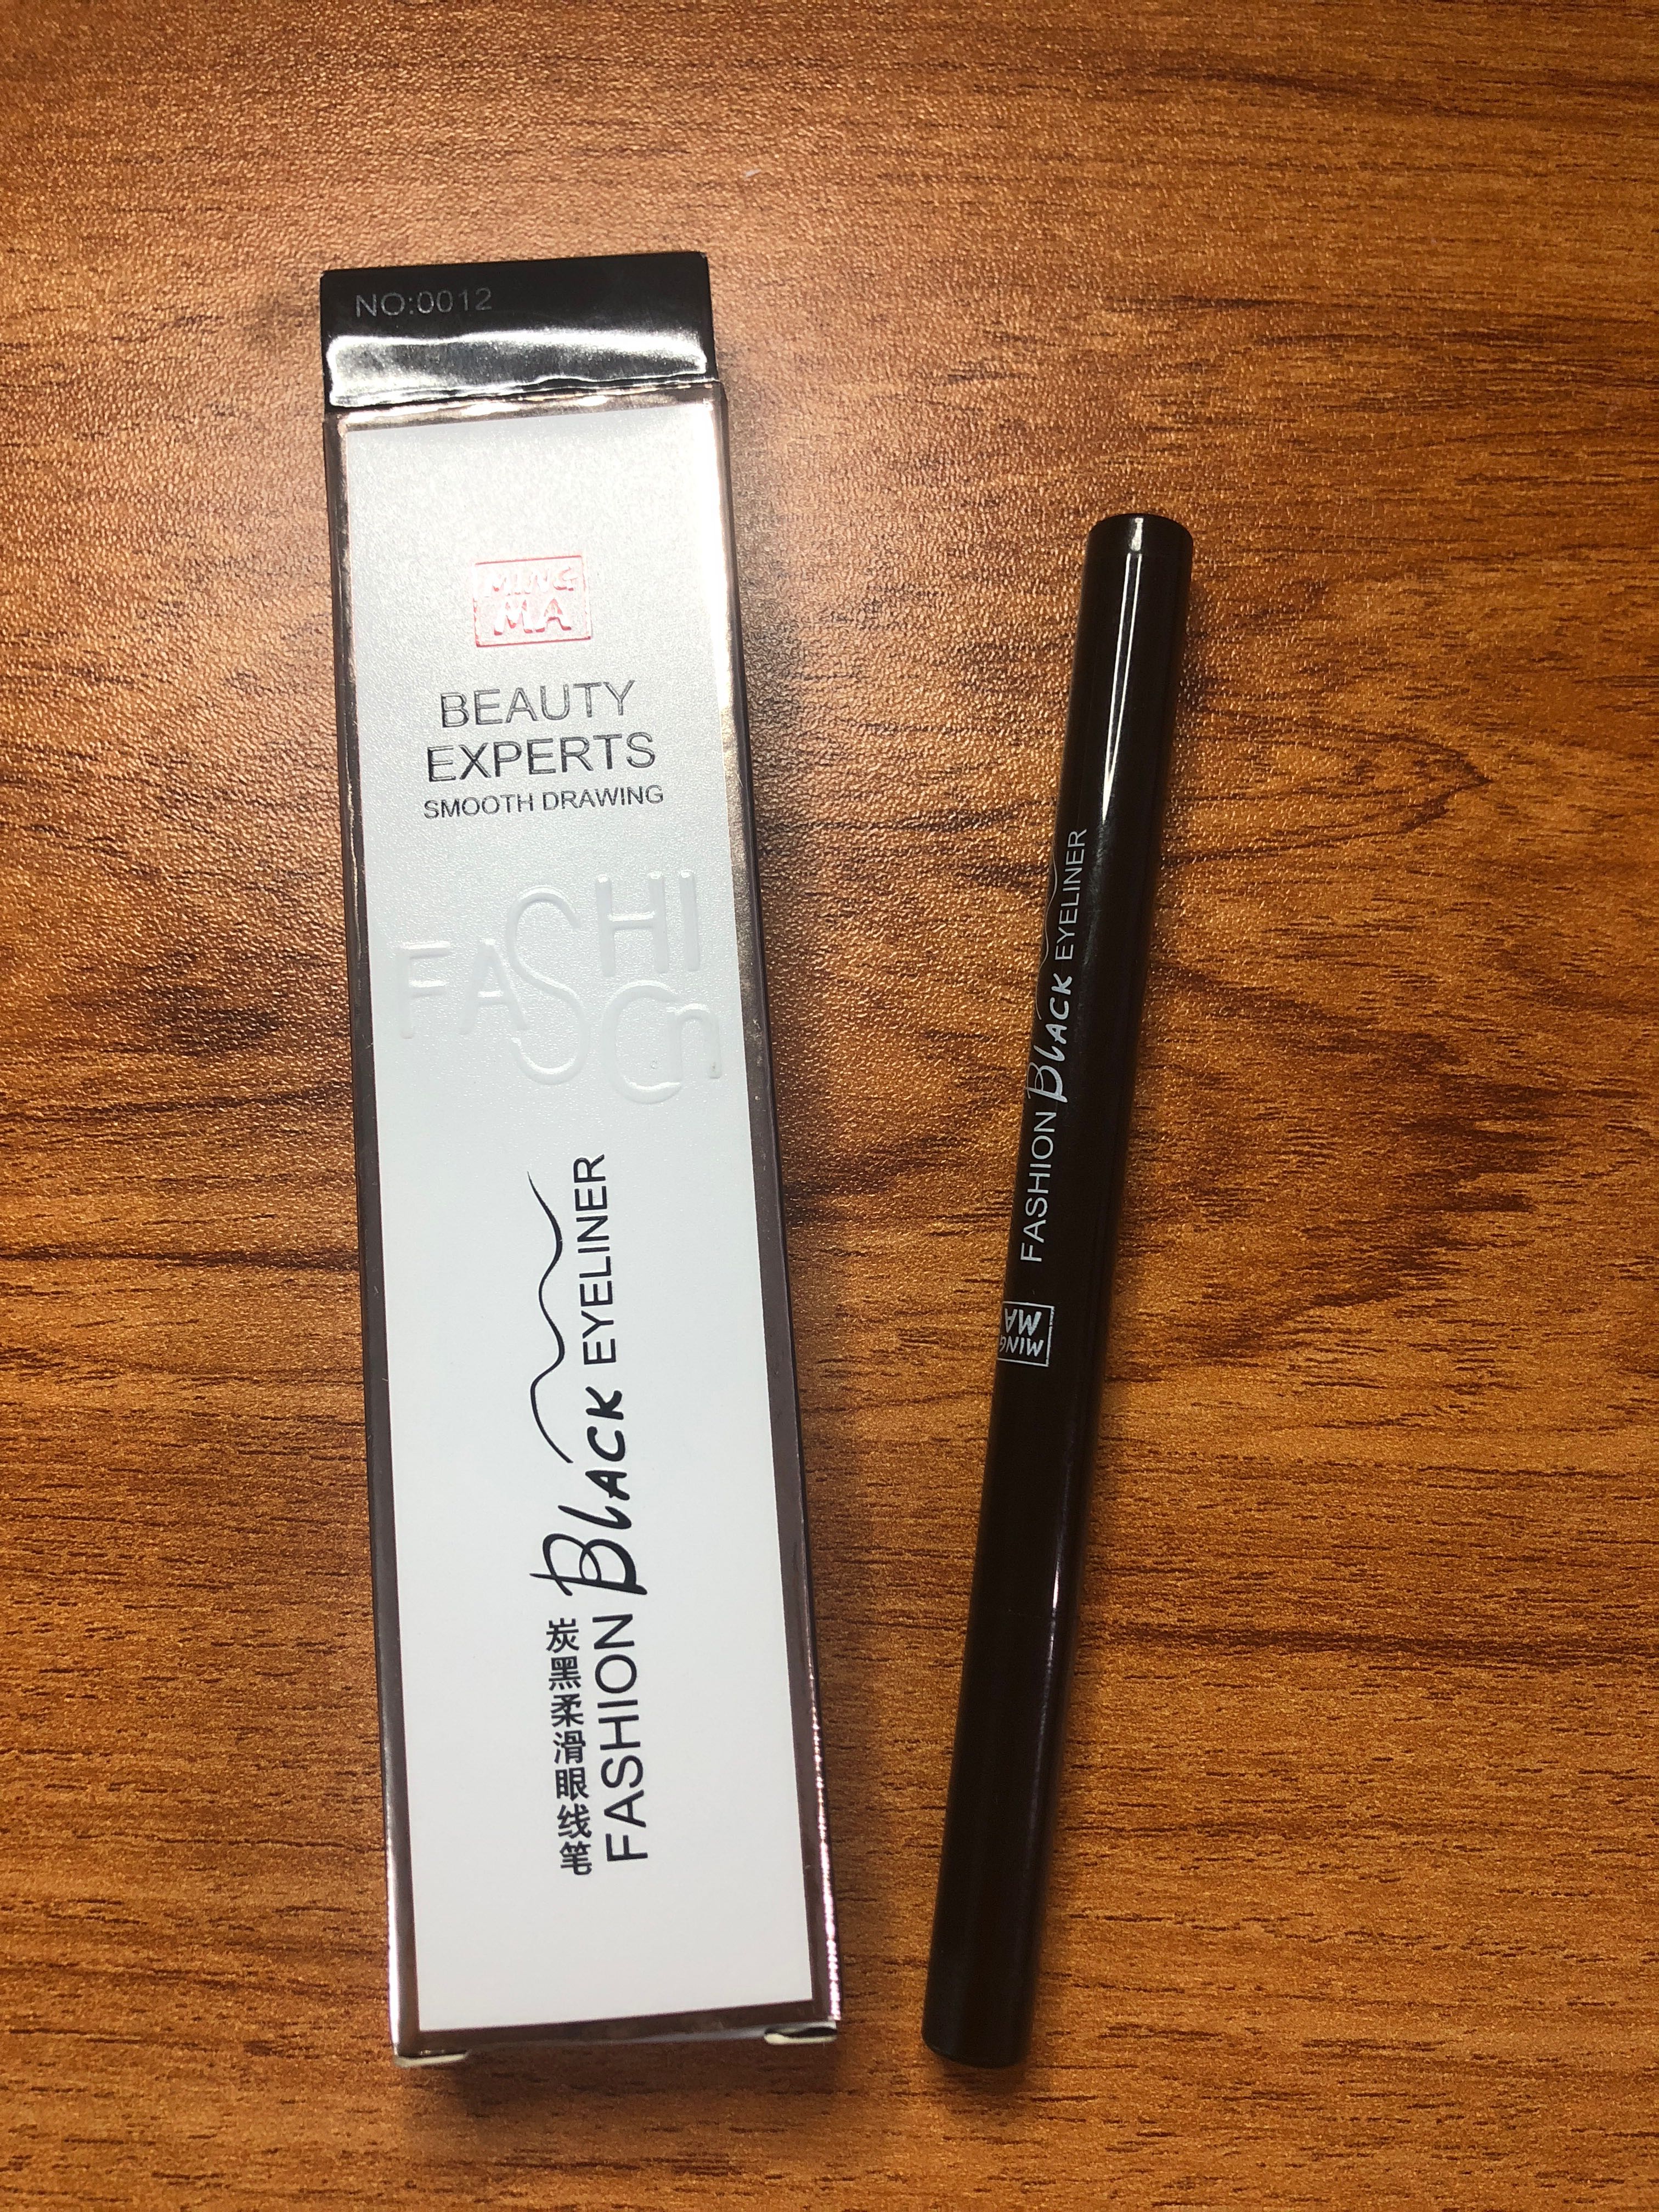 NO:0012
MING
MA
BEAUTY
EXPERTS
SMOOTH DRAWING
FASHION
炭黑柔滑眼线笔
FASHION BLACK EYELINER
MING
MA
FASHION BLACK EYELINER